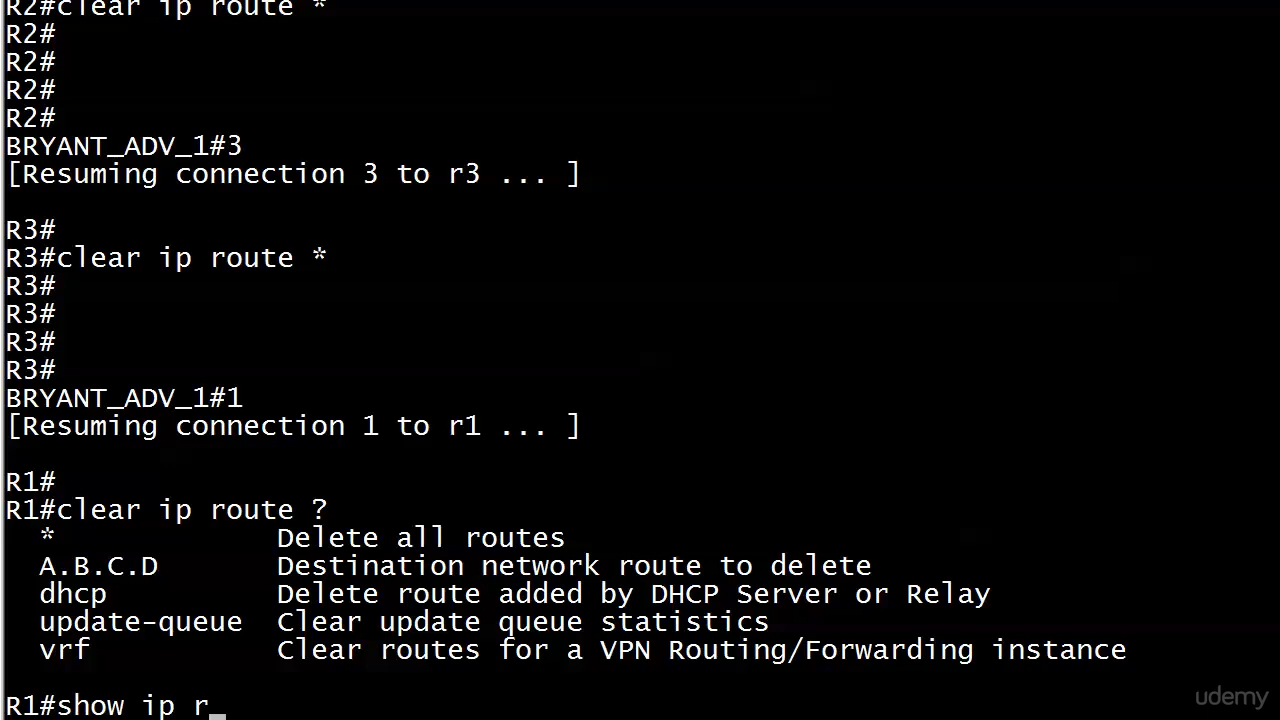 R2#clear ip route *
R2#
R2#
R2#
R2#
BRYANT_ADV_1#3
[Resuming connection 3 to r3 ... ]
R3#
R3#clear ip route *
R3#
R3#
R3#
R3#
BRYANT_ADV_1#1
[Resuming connection 1 to r1 ... ]
R1#
R1#clear ip route ?
* Delete all routes
A.B.C.D Destination network route to delete
dhcp Delete route added by DHCP Server or Relay
update-queue Clear update queue statistics
vrf Clear routes for a VPN Routing/Forwarding instance
R1#show ip r
udemy